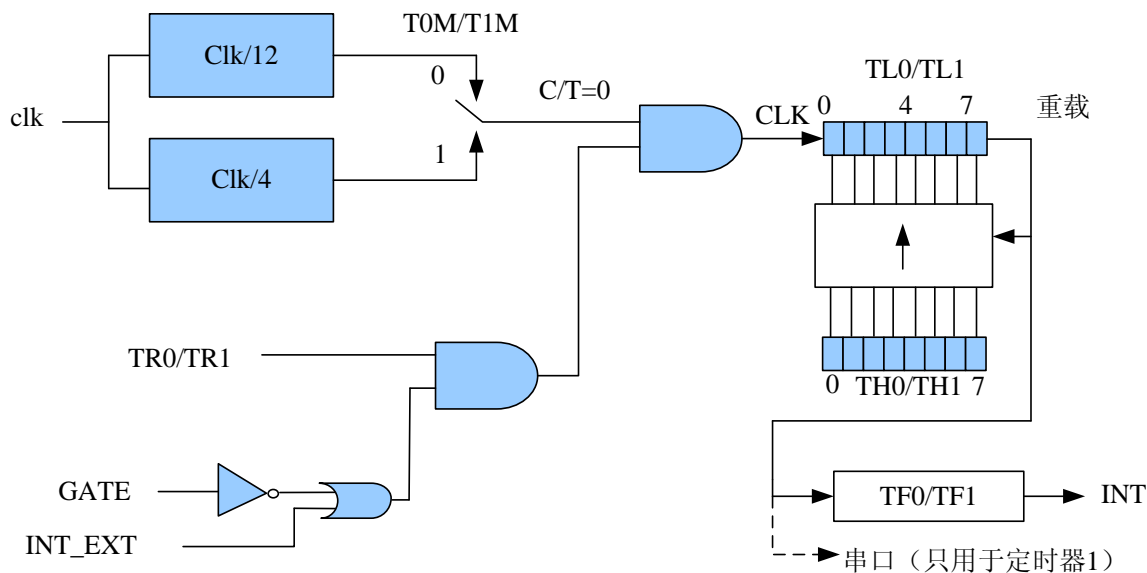 Clk/12
T0M/T1M
0
clk
C/T=0
1
Clk/4
CLK
TL0/TL1
0 4 7
重载
TR0/TR1
0 TH0/TH1 7
GATE
INT_EXT
TF0/TF1
INT
串口（只用于定时器1）